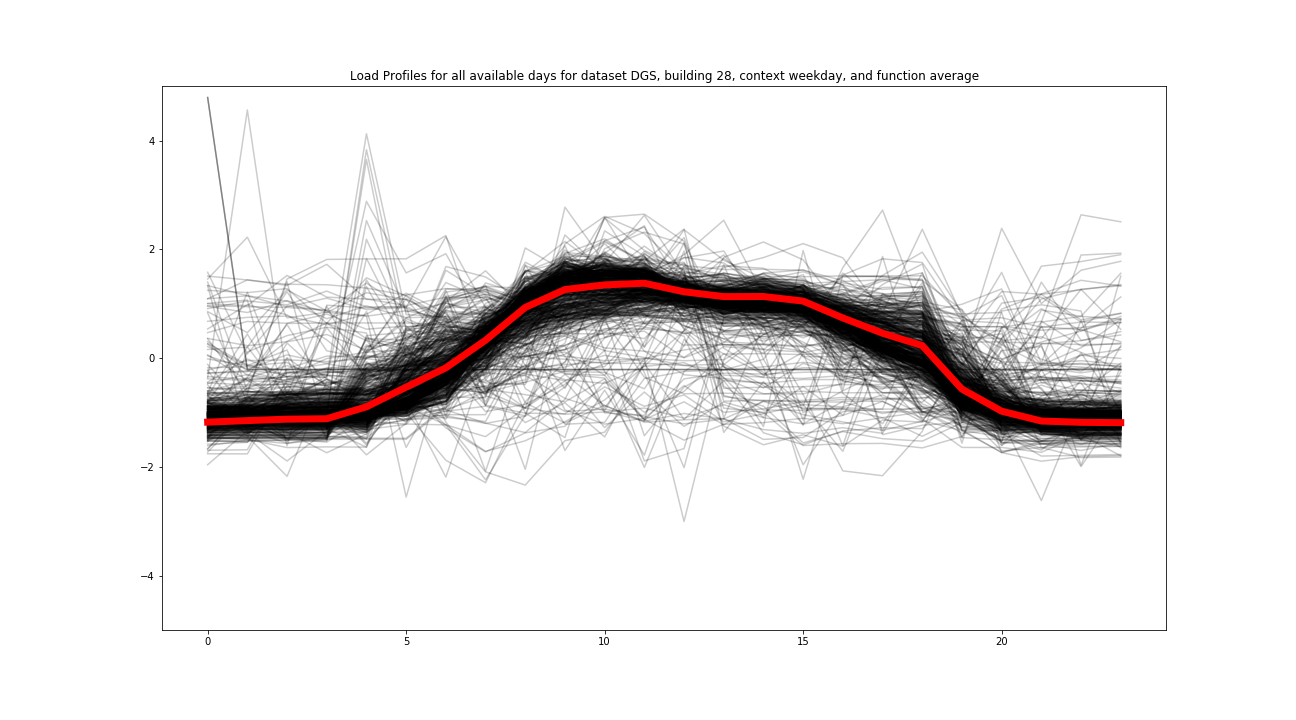 Load Profiles for all available days for dataset DGS, building 28, context weekday, and function average
4
2
0
−2
−4
0 5 10 15 20